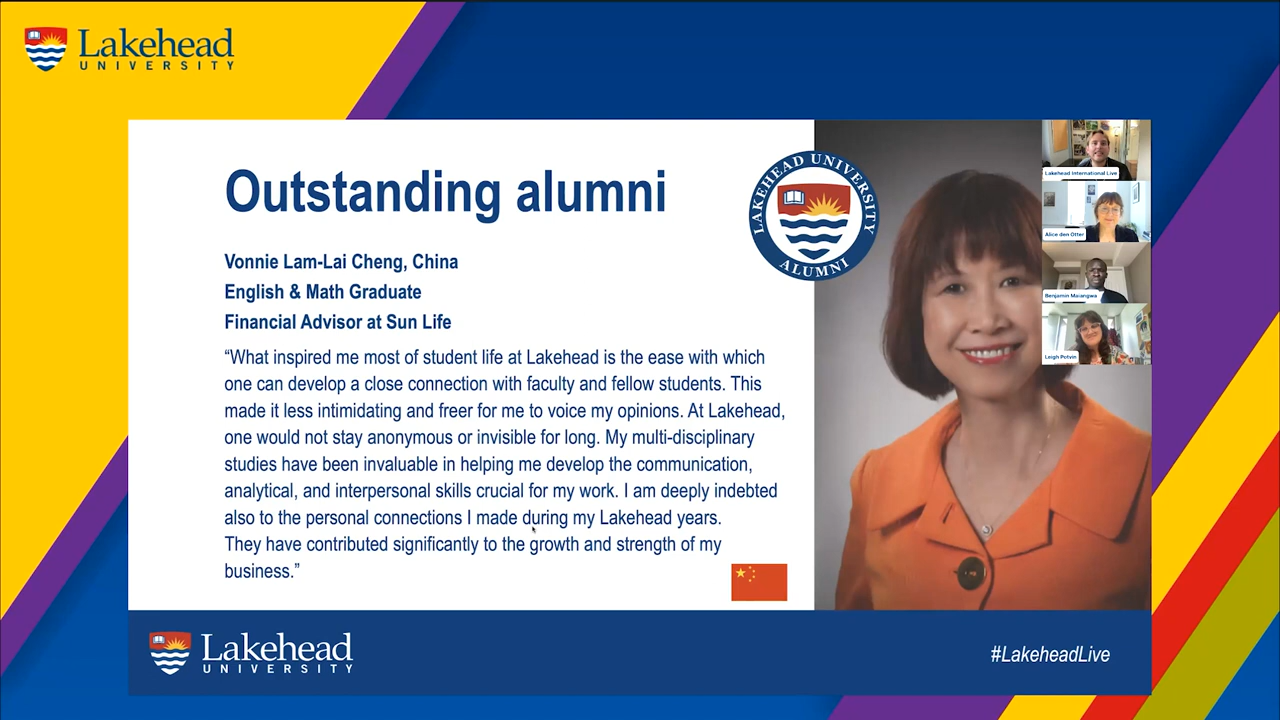 Lakehead
UNIVERSITY
Outstanding alumni
LAKEHEAD UNIVERSITY
ALUMNI
Vonnie Lam-Lai Cheng, China
English & Math Graduate
Financial Advisor at Sun Life
“What inspired me most of student life at Lakehead is the ease with which
one can develop a close connection with faculty and fellow students. This
made it less intimidating and freer for me to voice my opinions. At Lakehead,
one would not stay anonymous or invisible for long. My multi-disciplinary
studies have been invaluable in helping me develop the communication,
analytical, and interpersonal skills crucial for my work. I am deeply indebted
also to the personal connections I made during my Lakehead years.
They have contributed significantly to the growth and strength of my
business.”
Lakehead International Live
Alice den Otter
Benjamin Maiangwa
Leigh Potvin
Lakehead
UNIVERSITY
#LakeheadLive